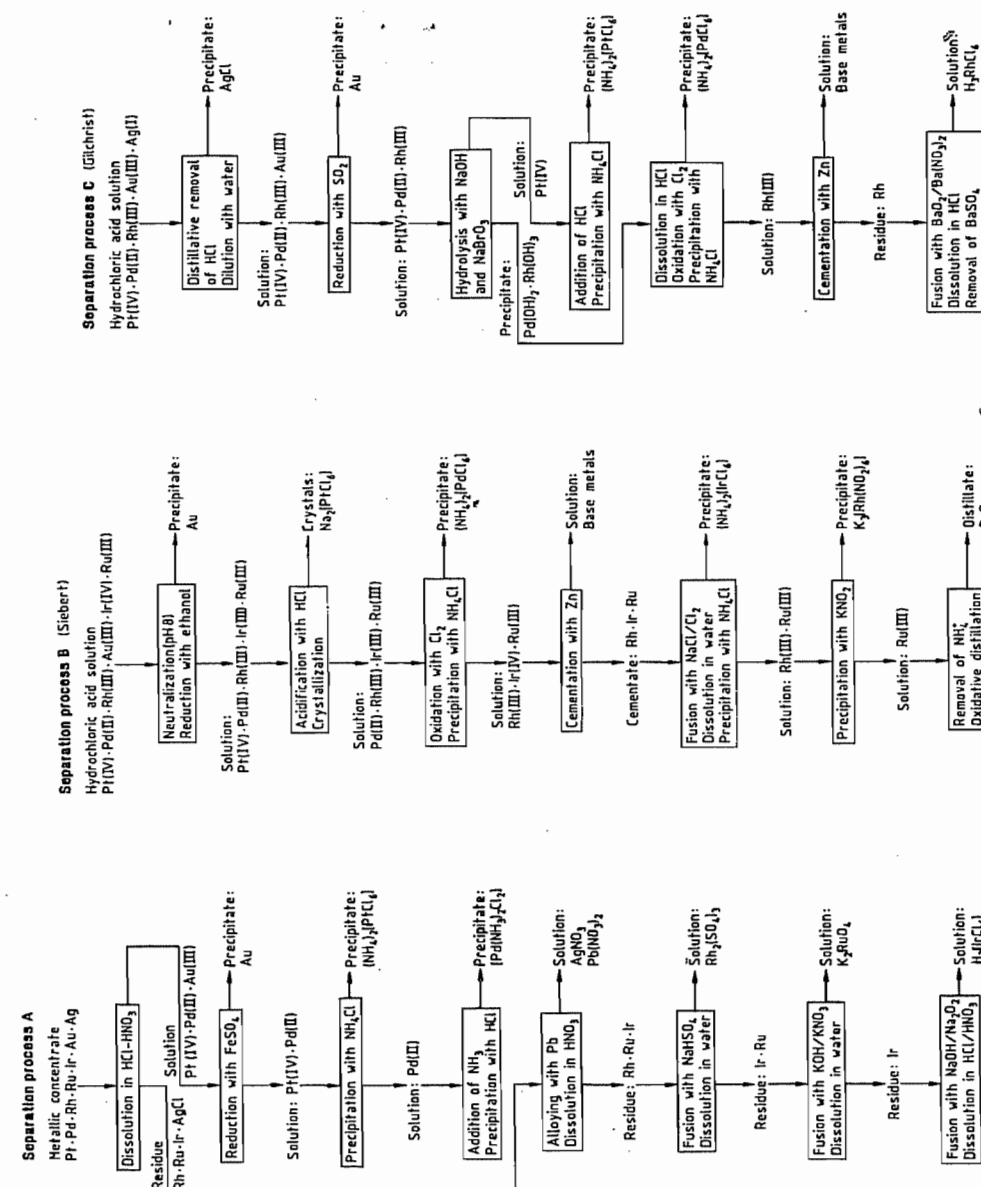 Separation process A
Metallic concentrate
Pt·Pd·Rh·Ru·Ir·Au·Ag
Dissolution in HCl-HNO₃
Residue
Rh·Ru·Ir·AgCl
Solution
Pt(IV)·Pd(II)·Au(III)
Reduction with FeSO₄
Precipitate:
Au
Solution: Pt(IV)·Pd(II)
Precipitation with NH₄Cl
Precipitate:
(NH₄)₂[PtCl₆]
Solution: Pd(II)
Addition of NH₃
Precipitation with HCl
Precipitate:
[Pd(NH₃)₂Cl₂]
Alloying with Pb
Dissolution in HNO₃
Solution:
AgNO₃
Pb(NO₃)₂
Residue: Rh·Ru·Ir
Fusion with NaHSO₄
Dissolution in water
Solution:
Rh₂(SO₄)₃
Residue: Ir·Ru
Fusion with KOH/KNO₃
Dissolution in water
Solution:
K₂RuO₄
Residue: Ir
Fusion with NaOH/Na₂O₂
Dissolution in HCl/HNO₃
Solution:
Separation process B (Siebert)
Hydrochloric acid solution
Pt(IV)·Pd(II)·Rh(III)·Au(III)·Ir(IV)·Ru(III)
Neutralization(pH8)
Reduction with ethanol
Precipitate:
Au
Solution:
Pt(IV)·Pd(II)·Rh(III)·Ir(III)·Ru(III)
Acidification with HCl
Crystallization
Crystals:
Na₂[PtCl₆]
Solution:
Pd(II)·Rh(III)·Ir(III)·Ru(III)
Oxidation with Cl₂
Precipitation with NH₄Cl
Precipitate:
(NH₄)₂[PdCl₆]
Solution:
Rh(III)·Ir(IV)·Ru(III)
Cementation with Zn
Solution:
Base metals
Cementate: Rh·Ir·Ru
Fusion with NaCl/Cl₂
Dissolution in water
Precipitation with NH₄Cl
Precipitate:
(NH₄)₂[IrCl₆]
Solution: Rh(III)·Ru(III)
Precipitation with KNO₂
Precipitate:
K₃[Rh(NO₂)₆]
Solution: Ru(III)
Removal of NH₄⁺
Oxidative distillation
Distillate:
Separation process C (Gilchrist)
Hydrochloric acid solution
Pt(IV)·Pd(II)·Rh(III)·Au(III)·Ag(I)
Distillative removal
of HCl
Dilution with water
Precipitate:
AgCl
Solution:
Pt(IV)·Pd(II)·Rh(III)·Au(III)
Reduction with SO₂
Precipitate:
Au
Solution: Pt(IV)·Pd(II)·Rh(III)
Hydrolysis with NaOH
and NaBrO₃
Precipitate:
Pd(OH)₂·Rh(OH)₃
Solution:
Pt(IV)
Addition of HCl
Precipitation with NH₄Cl
Precipitate:
(NH₄)₂[PtCl₆]
Dissolution in HCl
Oxidation with Cl₂
Precipitation with
NH₄Cl
Precipitate:
(NH₄)₂[PdCl₆]
Solution: Rh(III)
Cementation with Zn
Solution:
Base metals
Residue: Rh
Fusion with BaO₂/Ba(NO₃)₂
Dissolution in HCl
Removal of BaSO₄
Solution:
H₃RhCl₆